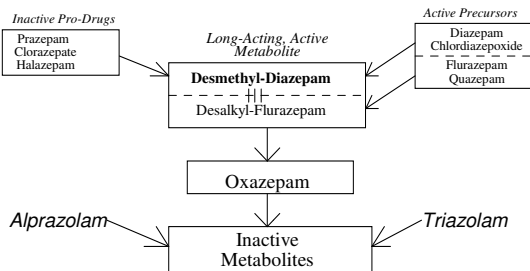 Inactive Pro-Drugs
Prazepam
Clorazepate
Halazepam
Long-Acting, Active
Metabolite
Desmethyl-Diazepam
Desalkyl-Flurazepam
Active Precursors
Diazepam
Chlordiazepoxide
Flurazepam
Quazepam
Oxazepam
Alprazolam
Triazolam
Inactive
Metabolites